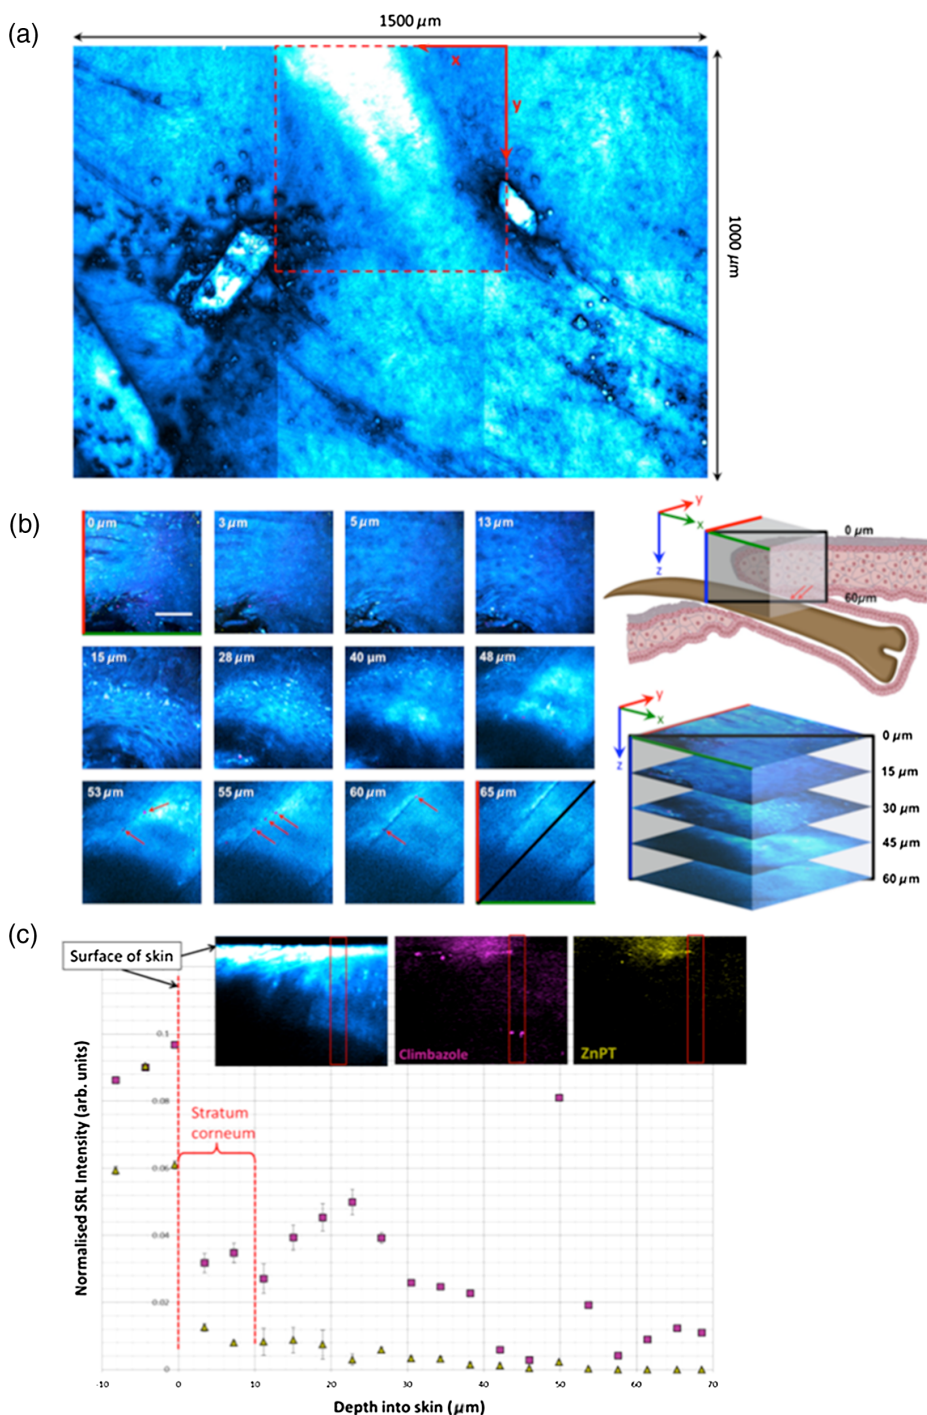 (a)
1500 µm
x
y
1000 µm
(b)
0 µm
3 µm
5 µm
13 µm
15 µm
28 µm
40 µm
48 µm
53 µm
55 µm
60 µm
65 µm
y
x
z
0 µm
60µm
y
x
z
0 µm
15 µm
30 µm
45 µm
60 µm
(c)
Surface of skin
Climbazole
ZnPT
Normalised SRL Intensity (arb. units)
0.1
0.08
0.06
0.04
0.02
0
Stratum
corneum
-10
0
10
20
30
40
50
60
70
Depth into skin (µm)